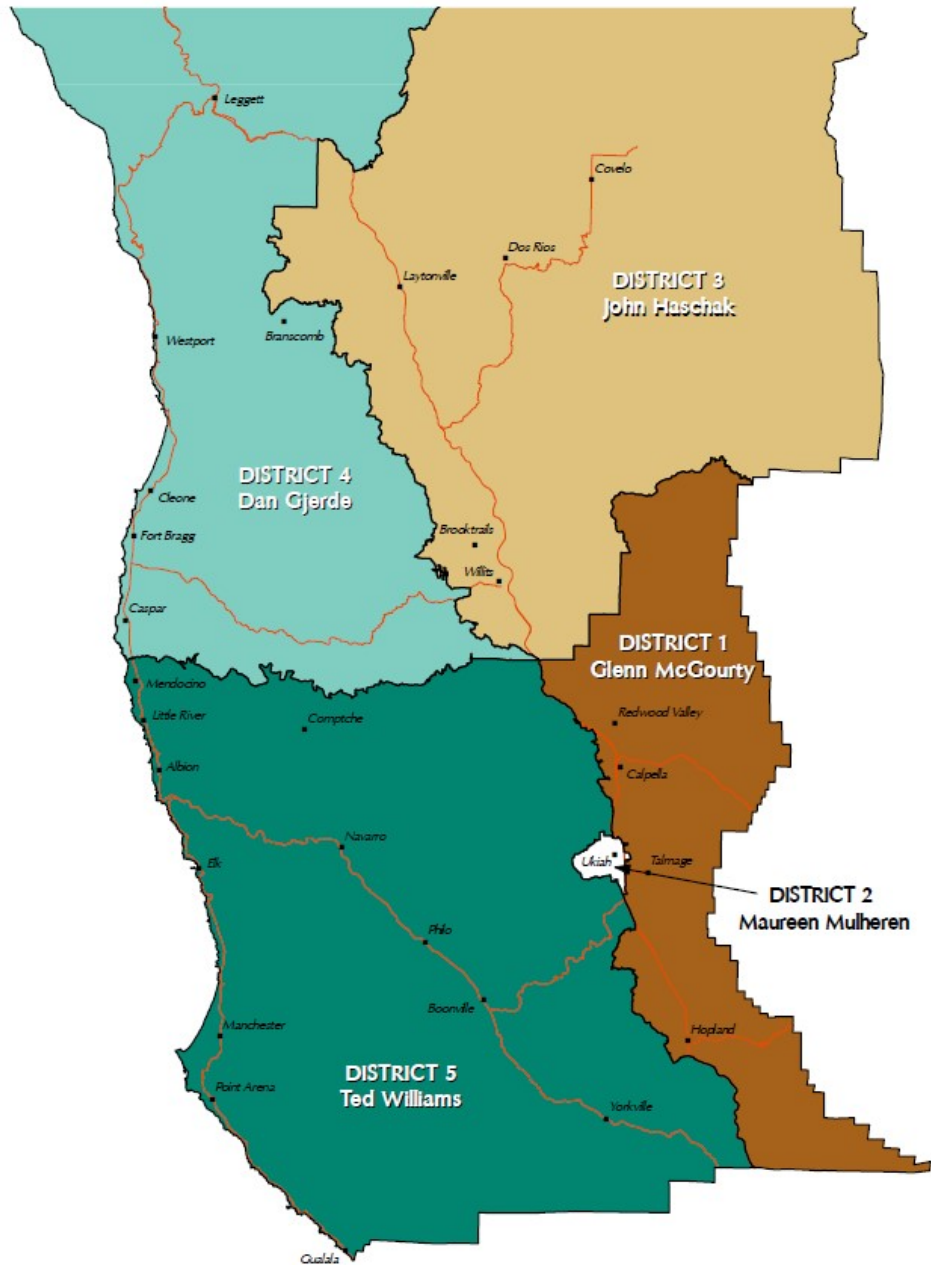 Leggett
Covelo
Dos Rios
Laytonville
DISTRICT 3
John Haschak
Branscomb
Westport
DISTRICT 4
Dan Gjerde
Cleone
Fort Bragg
Brooktrails
Willits
Caspar
DISTRICT 1
Glenn McGourty
Mendocino
Little River
Comptche
Redwood Valley
Albion
Calpella
Navarro
Elk
Ukiah
Talmage
DISTRICT 2
Maureen Mulheren
Philo
Boonville
Manchester
Hopland
DISTRICT 5
Ted Williams
Point Arena
Yorkville
Gualala